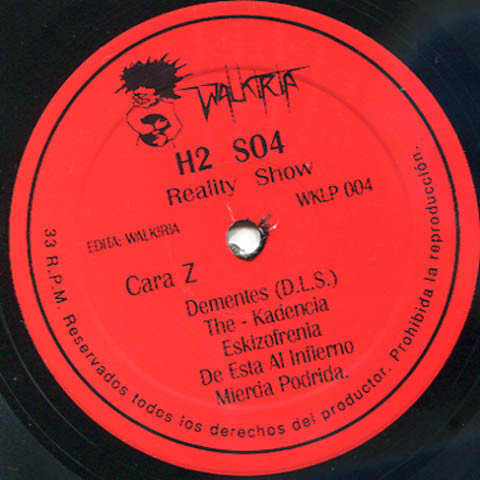 WALKIRIA
H2 SO4
Reality Show
WKLP 004
EDITA: WALKIRIA
Cara Z
Dementes (D.L.S.)
The - Kadencia
Eskizofrenia
De Esta Al Infierno
Mierda Podrida.
33 R.P.M. Reservados todos los derechos del productor. Prohibida la reproducción.